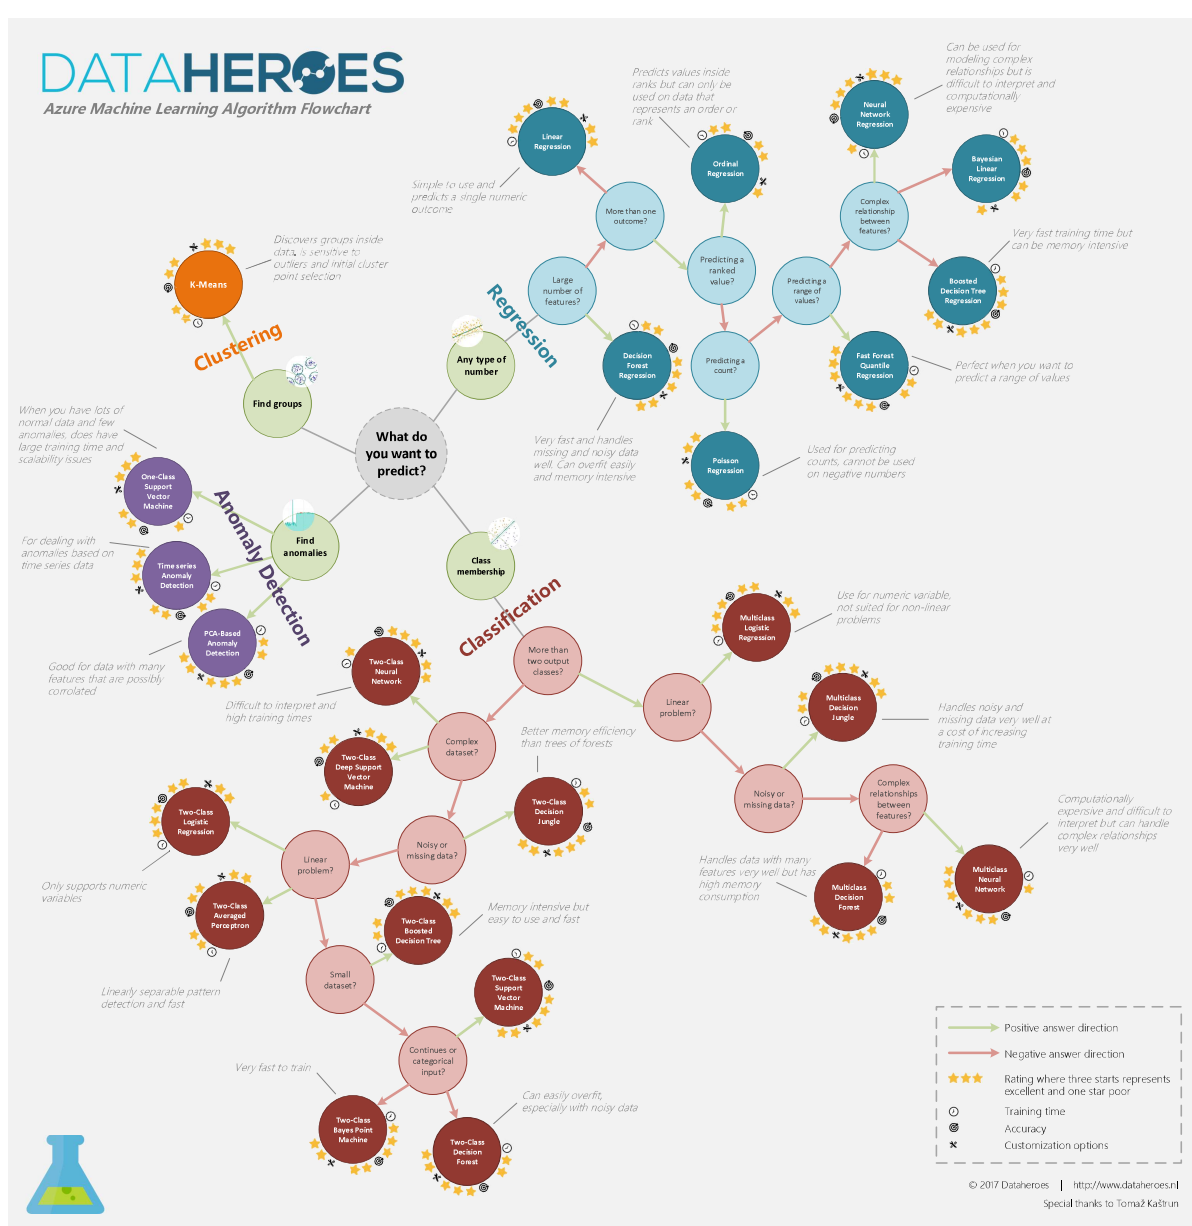 DATAHEROES
Azure Machine Learning Algorithm Flowchart
Predicts values inside
ranks but can only be
used on data that
represents an order or
rank
Can be used for
modeling complex
relationships but is
difficult to interpret and
computationally
expensive
Linear
Regression
Ordinal
Regression
Neural
Network
Regression
Bayesian
Linear
Regression
Simple to use and
predicts a single numeric
outcome
More than one
outcome?
Complex
relationship
between
features?
Very fast training time but
can be memory intensive
Discovers groups inside
data, is sensitive to
outliers and initial cluster
point selection
K-Means
Large
number of
features?
Predicting a
ranked
value?
Predicting a
range of
values?
Boosted
Decision Tree
Regression
Regression
Clustering
Any type of
number
Decision
Forest
Regression
Predicting a
count?
Fast Forest
Quantile
Regression
Perfect when you want to
predict a range of values
Find groups
What do
you want to
predict?
When you have lots of
normal data and few
anomalies, does have
large training time and
scalability issues
Very fast and handles
missing and noisy data
well. Can overfit easily
and memory intensive
Poisson
Regression
Used for predicting
counts, cannot be used
on negative numbers
One-Class
Support
Vector
Machine
Anomaly Detection
Find
anomalies
Class
membership
For dealing with
anomalies based on
time series data
Time series
Anomaly
Detection
Classification
PCA-Based
Anomaly
Detection
Good for data with many
features that are possibly
corrolated
Multiclass
Logistic
Regression
Use for numeric variable,
not suited for non-linear
problems
Two-Class
Neural
Network
More than
two output
classes?
Difficult to interpret and
high training times
Linear
problem?
Multiclass
Decision
Jungle
Handles noisy and
missing data very well at
a cost of increasing
training time
Complex
dataset?
Better memory efficiency
than trees of forests
Two-Class
Deep Support
Vector
Machine
Two-Class
Decision
Jungle
Noisy or
missing data?
Complex
relationships
between
features?
Computationally
expensive and difficult to
interpret but can handle
complex relationships
very well
Two-Class
Logistic
Regression
Linear
problem?
Noisy or
missing data?
Only supports numeric
variables
Handles data with many
features very well but has
high memory
consumption
Multiclass
Decision
Forest
Multiclass
Neural
Network
Two-Class
Averaged
Perceptron
Two-Class
Boosted
Decision Tree
Memory intensive but
easy to use and fast
Linearly separable pattern
detection and fast
Small
dataset?
Two-Class
Support
Vector
Machine
Continues or
categorical
input?
Very fast to train
Two-Class
Bayes Point
Machine
Can easily overfit,
especially with noisy data
Two-Class
Decision
Forest
Positive answer direction
Negative answer direction
Rating where three starts represents
excellent and one star poor
Training time
Accuracy
Customization options
© 2017 Dataheroes | http://www.dataheroes.nl
Special thanks to Tomaž Kaštrun